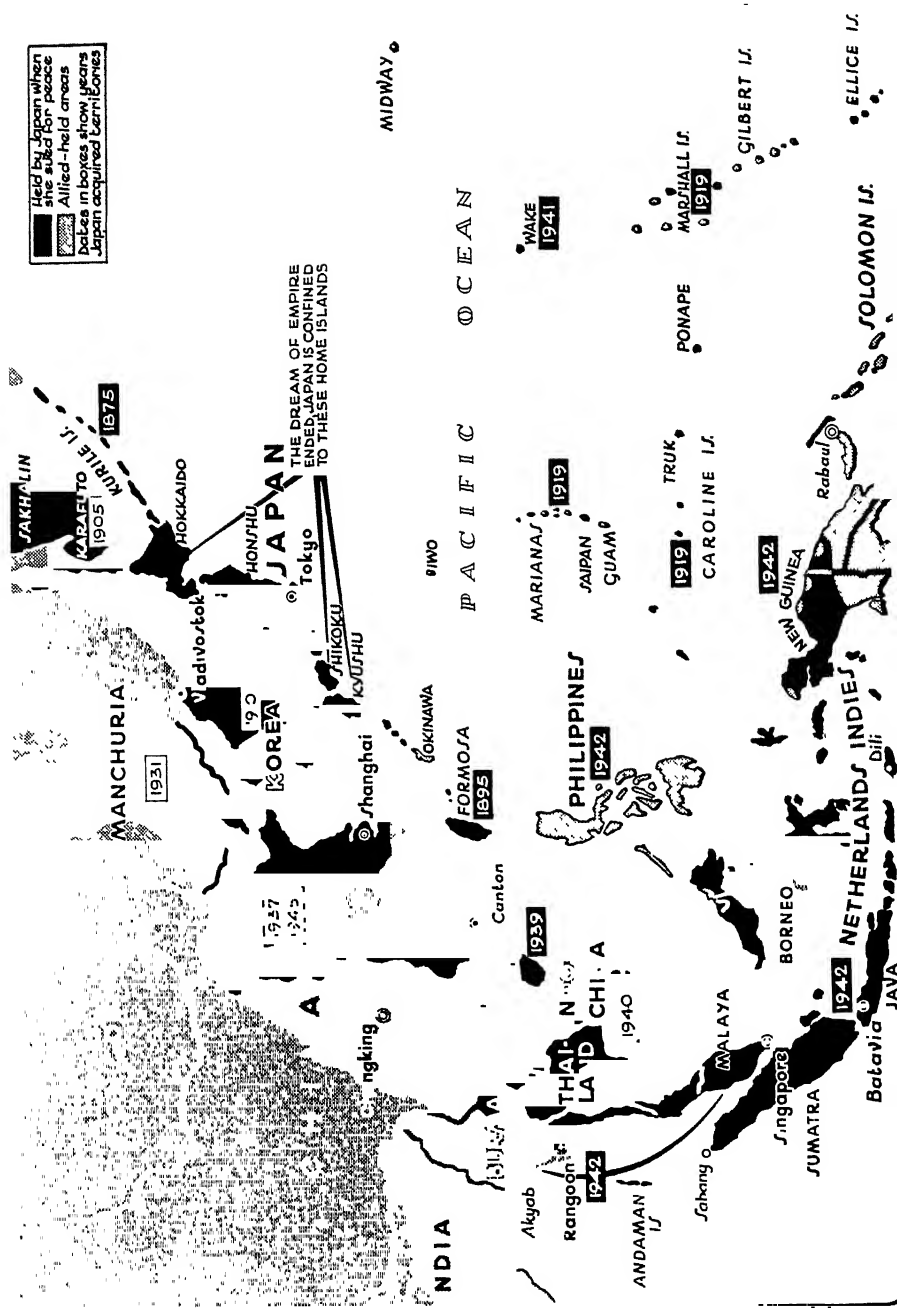 Held by Japan when
she sued for peace
Allied-held areas
Dates in boxes show years
Japan acquired territories
SAKHALIN
KARAFUTO
1905
KURILE IS.
1875
HOKKAIDO
MANCHURIA
1931
Vladivostok
HONSHU
JAPAN
Tokyo
THE DREAM OF EMPIRE
ENDED, JAPAN IS CONFINED
TO THESE HOME ISLANDS
MIDWAY
KOREA
SHIKOKU
KYUSHU
Shanghai
1937
A
ngking
OKINAWA
IWO
PACIFIC OCEAN
FORMOSA
1895
Canton
NDIA
WAKE
1941
MARIANAS
1919
SAIPAN
GUAM
1939
Akyab
Rangoon
1942
THAI-
LAND
N
CHI A
1940
PHILIPPINES
1942
MARSHALL IS.
1919
GILBERT IS.
PONAPE
TRUK
1919
CAROLINE IS.
ANDAMAN
IS
MALAYA
Sabang
Singapore
SUMATRA
BORNEO
1942
NEW GUINEA
Rabaul
SOLOMON IS.
ELLICE IS.
1942
NETHERLANDS INDIES
Dili
Batavia
JAVA